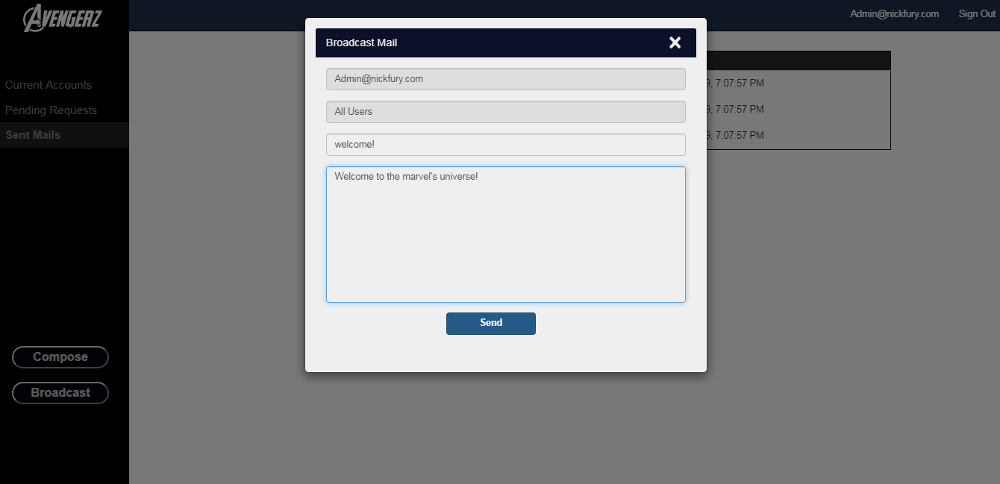 AVENGERZ
Admin@nickfury.com Sign Out
Current Accounts
Pending Requests
Sent Mails
Compose
Broadcast
Broadcast Mail
Admin@nickfury.com
All Users
welcome!
Welcome to the marvel's universe!
Send
9, 7:07:57 PM
9, 7:07:57 PM
9, 7:07:57 PM